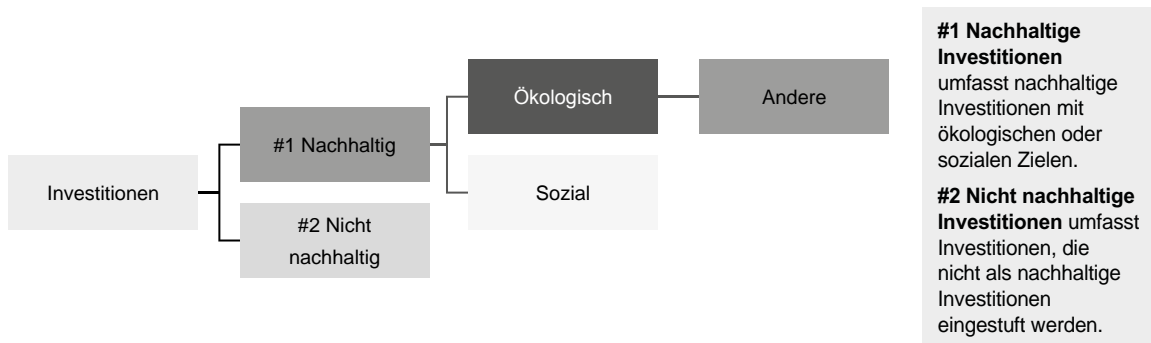 Investitionen
#1 Nachhaltig
#2 Nicht
nachhaltig
Ökologisch
Sozial
Andere
#1 Nachhaltige
Investitionen
umfasst nachhaltige
Investitionen mit
ökologischen oder
sozialen Zielen.
#2 Nicht nachhaltige
Investitionen umfasst
Investitionen, die
nicht als nachhaltige
Investitionen
eingestuft werden.